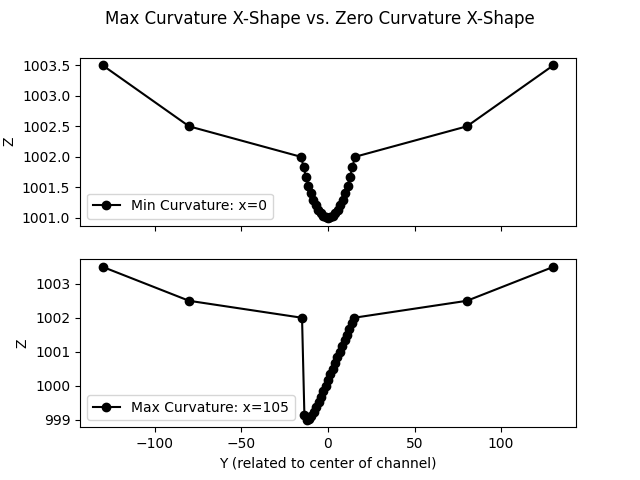 Max Curvature X-Shape vs. Zero Curvature X-Shape
1003.5
1003.0
1002.5
1002.0
1001.5
1001.0
Z
Min Curvature: x=0
1003
1002
1001
1000
999
Z
Max Curvature: x=105
−100
−50
0
50
100
Y (related to center of channel)